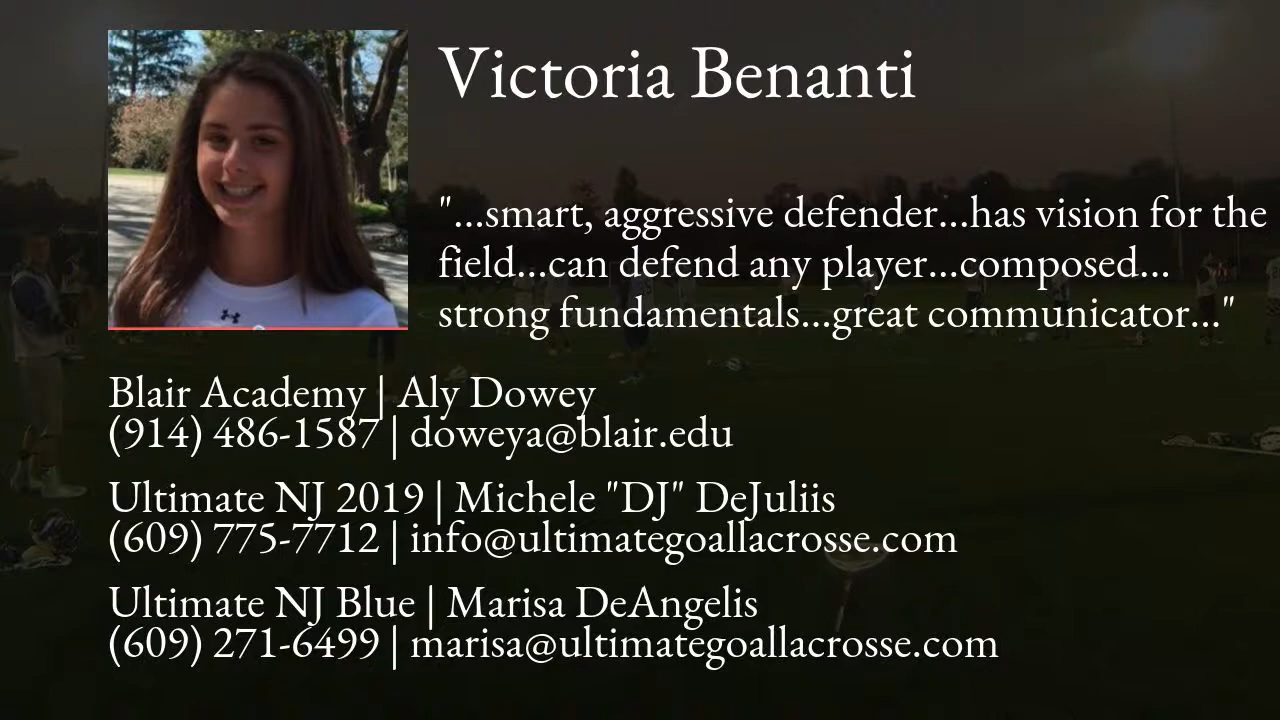 Victoria Benanti
"...smart, aggressive defender...has vision for the
field...can defend any player...composed...
strong fundamentals...great communicator..."
Blair Academy | Aly Dowey
(914) 486-1587 | doweya@blair.edu
Ultimate NJ 2019 | Michele "DJ" DeJuliis
(609) 775-7712 | info@ultimategoallacrosse.com
Ultimate NJ Blue | Marisa DeAngelis
(609) 271-6499 | marisa@ultimategoallacrosse.com